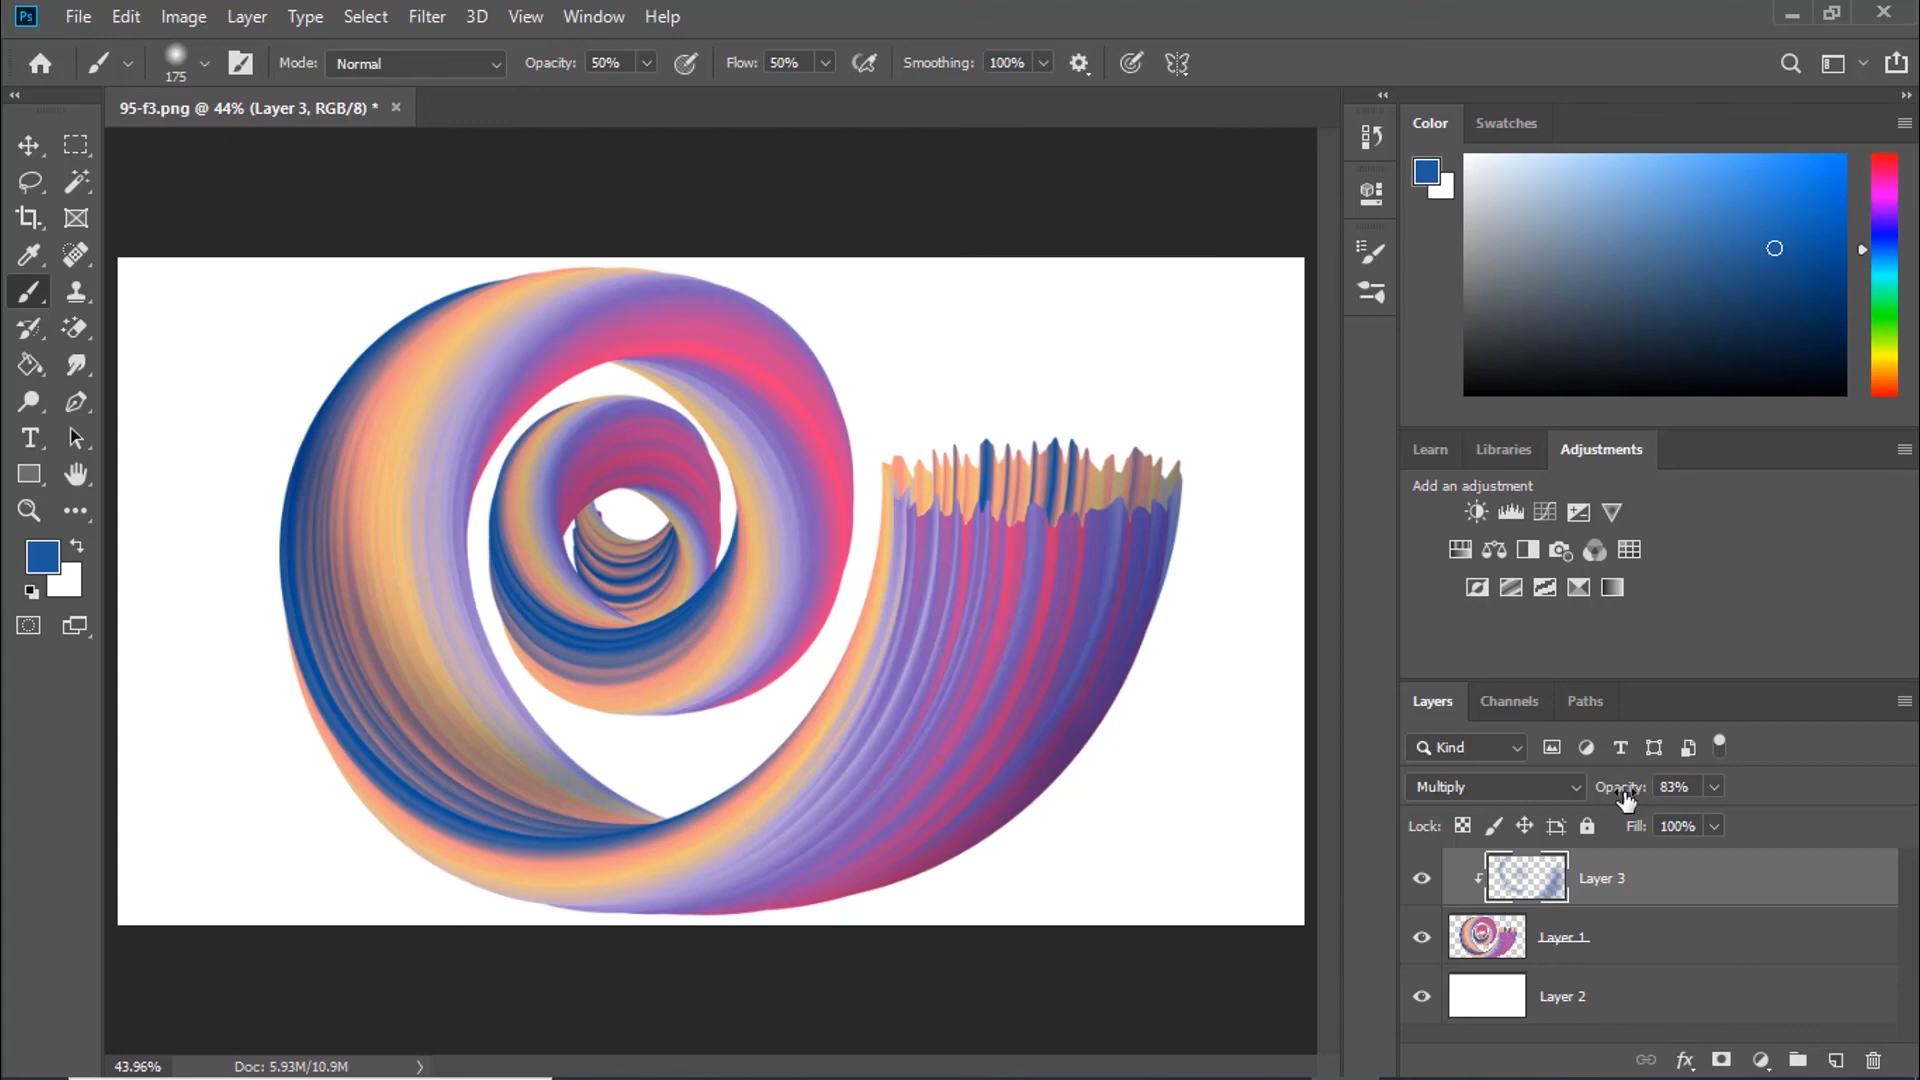 Ps File Edit Image Layer Type Select Filter 3D View Window Help
175 Mode: Normal Opacity: 50% Flow: 50% Smoothing: 100%
95-f3.png @ 44% (Layer 3, RGB/8) *
Color Swatches
Learn Libraries Adjustments
Add an adjustment
Layers Channels Paths
Kind
Multiply Opacity: 83%
Lock: Fill: 100%
Layer 3
Layer 1
Layer 2
43.96% Doc: 5.93M/10.9M